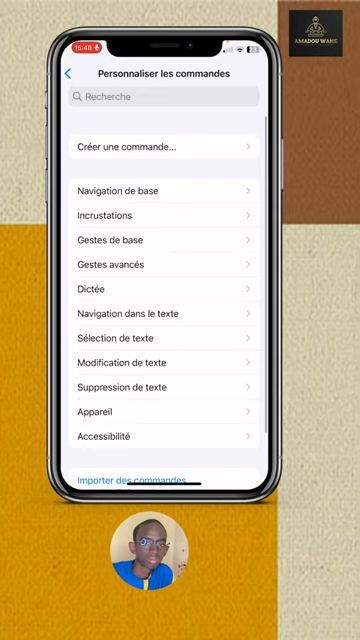 AMADOU WANE
15:48
Personnaliser les commandes
Recherche
Créer une commande...
Navigation de base
Incrustations
Gestes de base
Gestes avancés
Dictée
Navigation dans le texte
Sélection de texte
Modification de texte
Suppression de texte
Appareil
Accessibilité
Importer des commandes